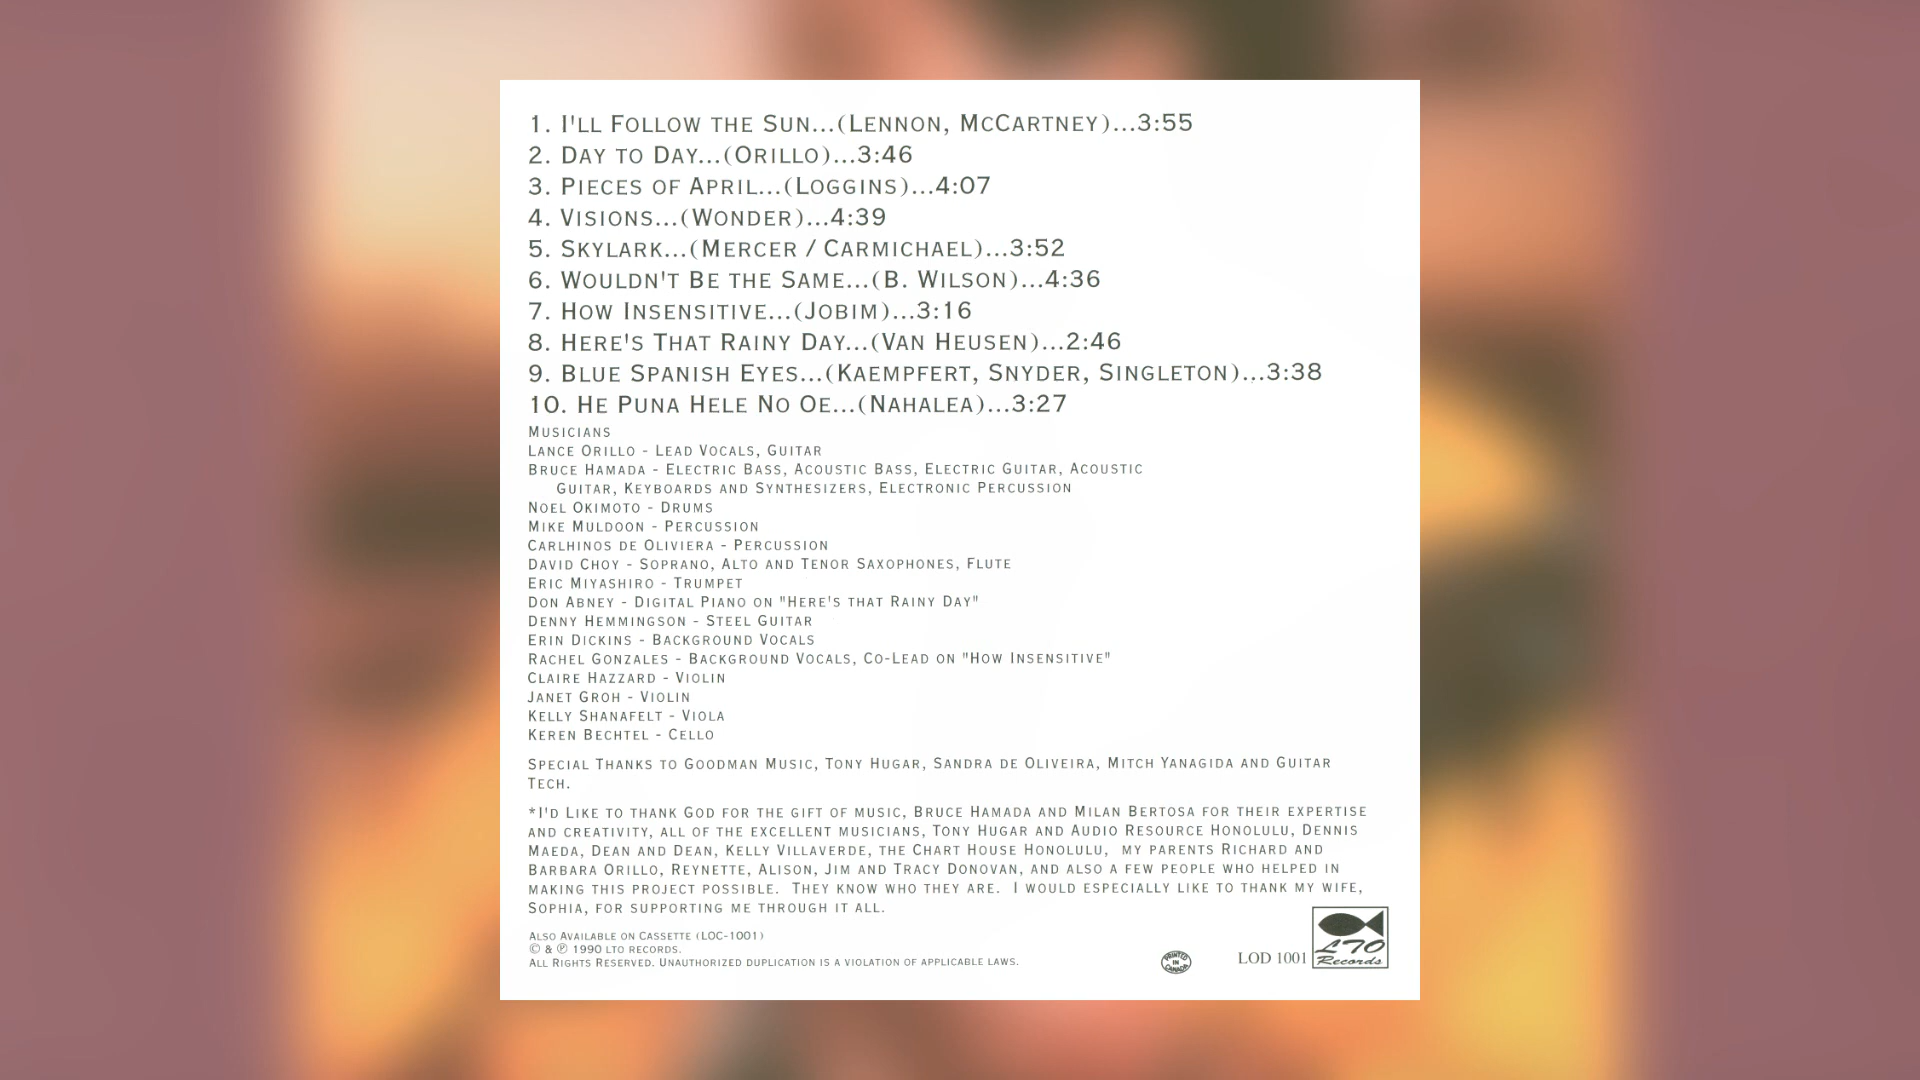 1. I'll Follow the Sun...(Lennon, McCartney)...3:55
2. Day to Day...(Orillo)...3:46
3. Pieces of April...(Loggins)...4:07
4. Visions...(Wonder)...4:39
5. Skylark...(Mercer / Carmichael)...3:52
6. Wouldn't Be the Same...(B. Wilson)...4:36
7. How Insensitive...(Jobim)...3:16
8. Here's That Rainy Day...(Van Heusen)...2:46
9. Blue Spanish Eyes...(Kaempfert, Snyder, Singleton)...3:38
10. He Puna Hele No Oe...(Nahalea)...3:27
Musicians
Lance Orillo - Lead Vocals, Guitar
Bruce Hamada - Electric Bass, Acoustic Bass, Electric Guitar, Acoustic
Guitar, Keyboards and Synthesizers, Electronic Percussion
Noel Okimoto - Drums
Mike Muldoon - Percussion
Carlhinos de Oliviera - Percussion
David Choy - Soprano, Alto and Tenor Saxophones, Flute
Eric Miyashiro - Trumpet
Don Abney - Digital Piano on "Here's that Rainy Day"
Denny Hemmingson - Steel Guitar
Erin Dickins - Background Vocals
Rachel Gonzales - Background Vocals, Co-Lead on "How Insensitive"
Claire Hazzard - Violin
Janet Groh - Violin
Kelly Shanafelt - Viola
Keren Bechtel - Cello
Special Thanks to Goodman Music, Tony Hugar, Sandra de Oliveira, Mitch Yanagida and Guitar
Tech.
*I'd Like to thank God for the gift of music, Bruce Hamada and Milan Bertosa for their expertise
and creativity, all of the excellent musicians, Tony Hugar and Audio Resource Honolulu, Dennis
Maeda, Dean and Dean, Kelly Villaverde, the Chart House Honolulu, my parents Richard and
Barbara Orillo, Reynette, Alison, Jim and Tracy Donovan, and also a few people who helped in
making this project possible. They know who they are. I would especially like to thank my wife,
Sophia, for supporting me through it all.
Also Available on Cassette (LOC-1001)
© & ℗ 1990 LTO Records.
All Rights Reserved. Unauthorized duplication is a violation of applicable laws.
PRINTED IN CANADA
LOD 1001
LTO
Records